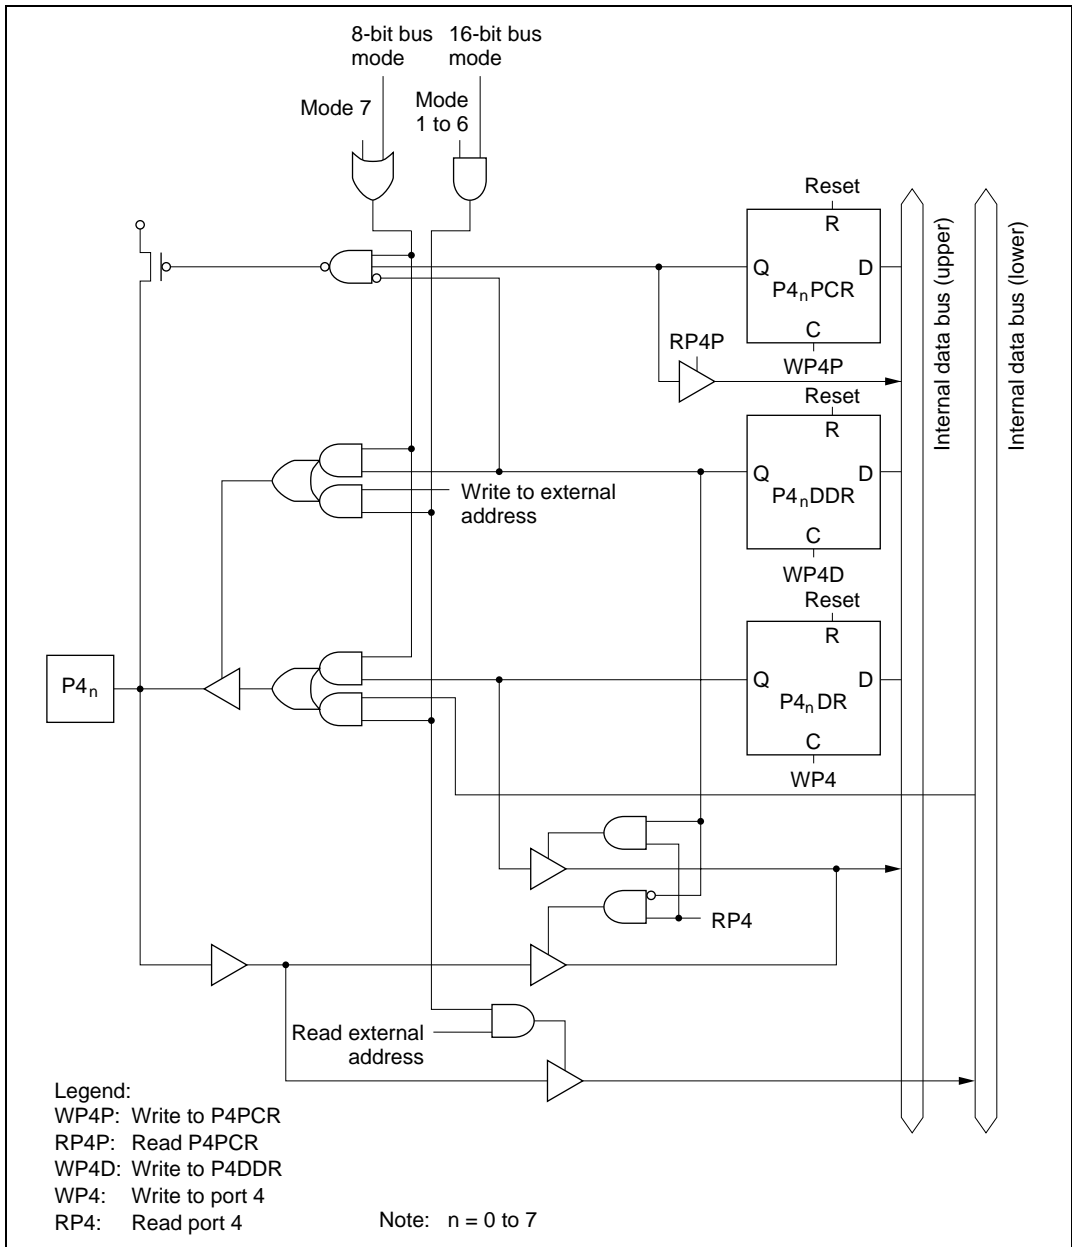 8-bit bus mode
16-bit bus mode
Mode 7
Mode 1 to 6
Reset
R
Q
D
P4nPCR
C
WP4P
RP4P
Reset
R
Q
D
P4nDDR
C
WP4D
Write to external address
Reset
R
Q
D
P4nDR
C
WP4
P4n
RP4
Read external address
Internal data bus (upper)
Internal data bus (lower)
Legend:
WP4P: Write to P4PCR
RP4P: Read P4PCR
WP4D: Write to P4DDR
WP4: Write to port 4
RP4: Read port 4
Note: n = 0 to 7